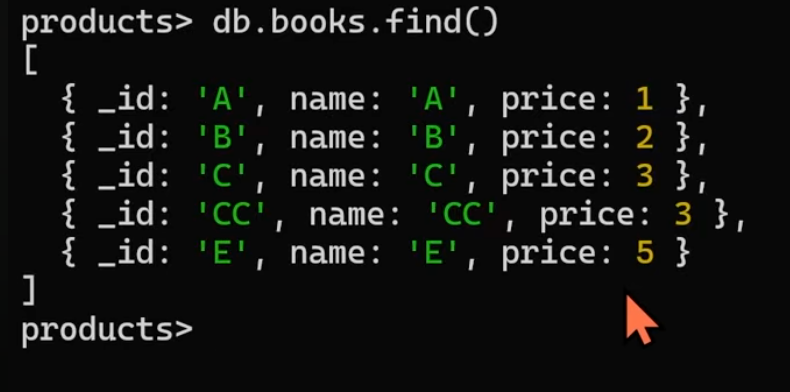 products> db.books.find()
[
  { _id: 'A', name: 'A', price: 1 },
  { _id: 'B', name: 'B', price: 2 },
  { _id: 'C', name: 'C', price: 3 },
  { _id: 'CC', name: 'CC', price: 3 },
  { _id: 'E', name: 'E', price: 5 }
]
products>